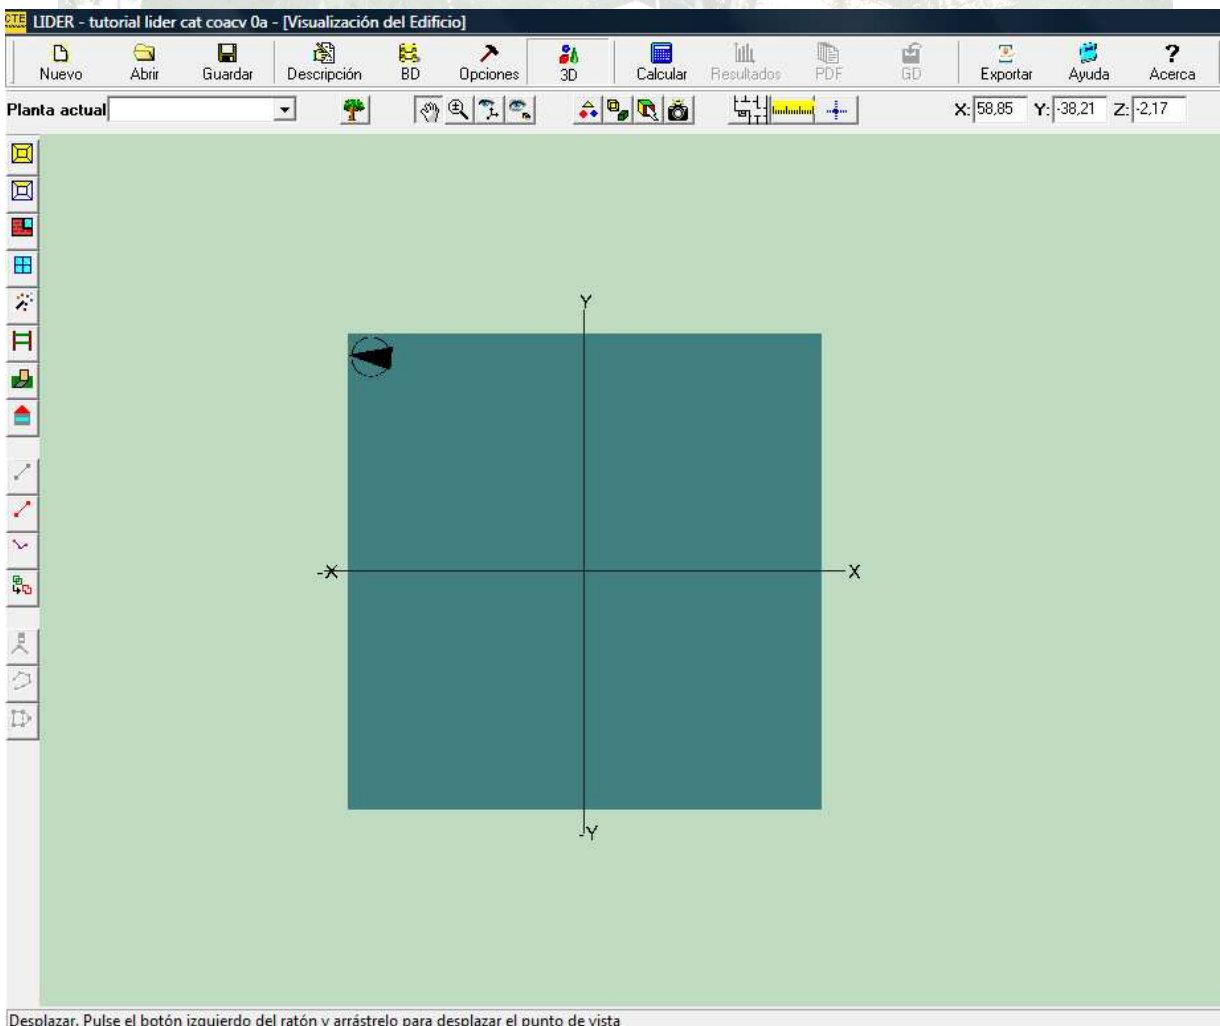 CTE LIDER - tutorial lider cat coacv 0a - [Visualización del Edificio]
Nuevo Abrir Guardar Descripción BD Opciones 3D Calcular Resultados PDF GD Exportar Ayuda Acerca
Planta actual X: 58,85 Y: -38,21 Z: -2,17
Y
-X X
-Y
Desplazar. Pulse el botón izquierdo del ratón y arrástrelo para desplazar el punto de vista